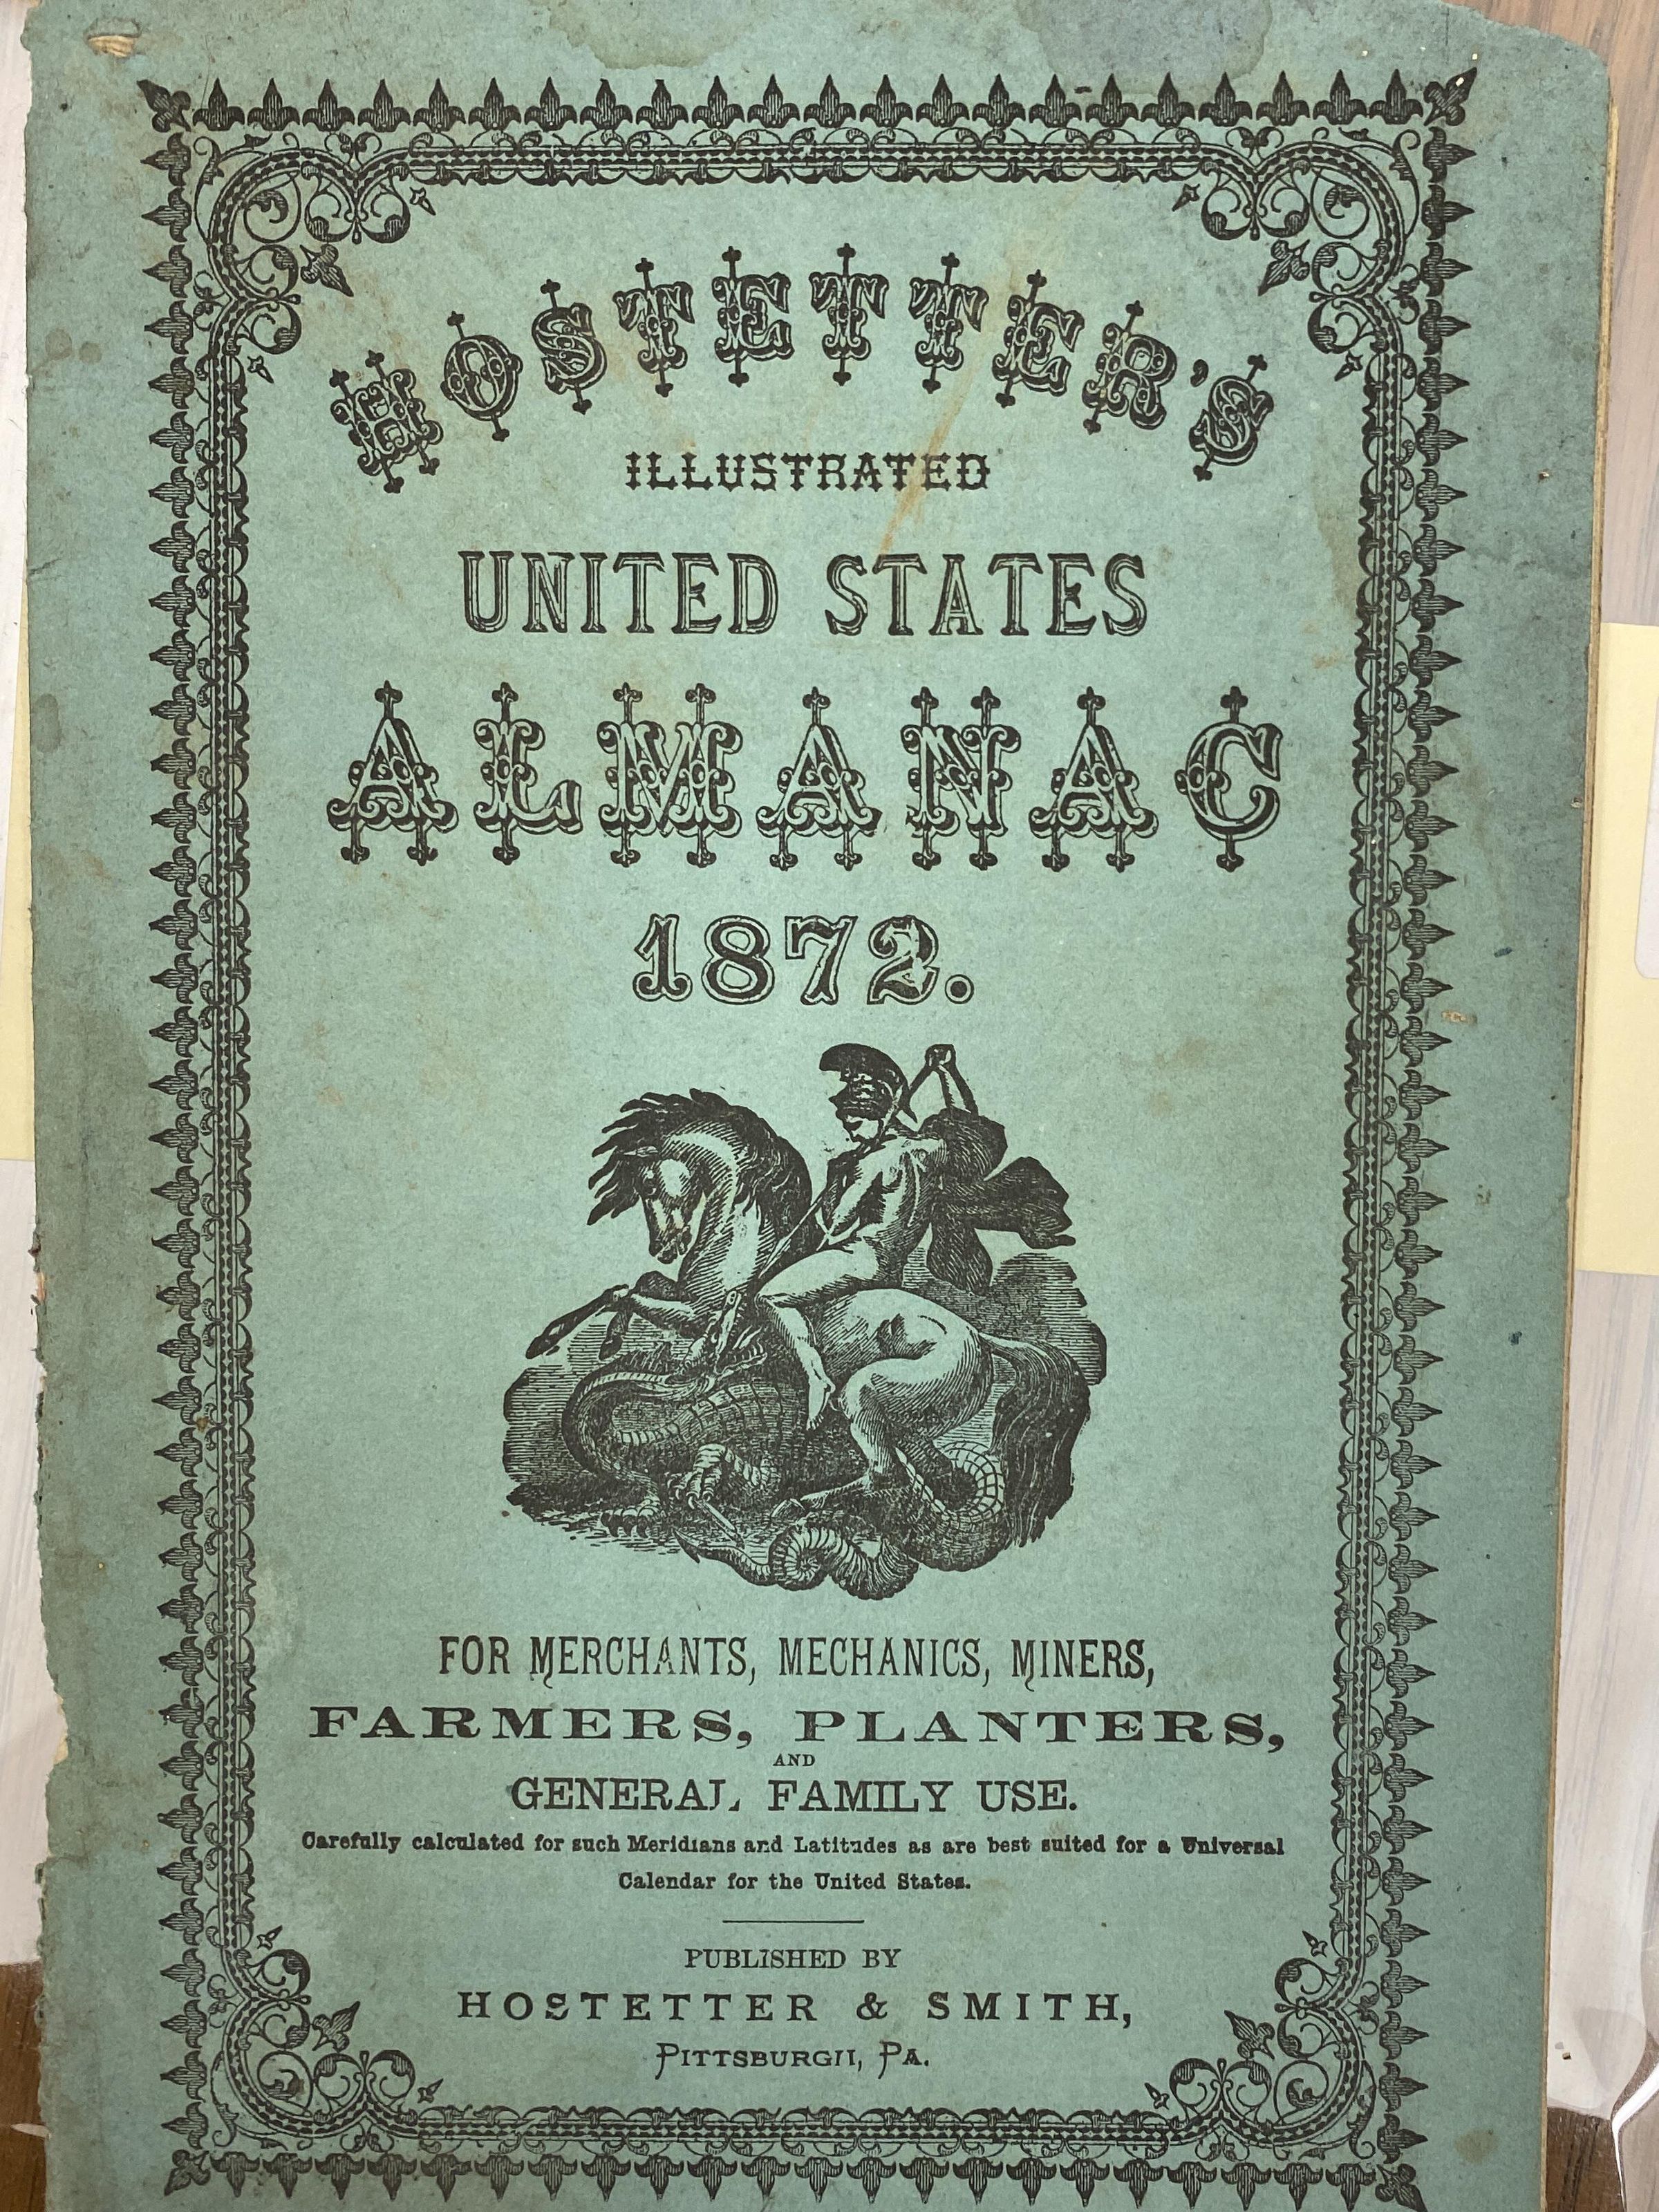 HOSTETTER'S
ILLUSTRATED
UNITED STATES
ALMANAC
1872.
FOR MERCHANTS, MECHANICS, MINERS,
FARMERS, PLANTERS,
AND
GENERAL FAMILY USE.
Carefully calculated for such Meridians and Latitudes as are best suited for a Universal
Calendar for the United States.
PUBLISHED BY
HOSTETTER & SMITH,
PITTSBURGH, PA.